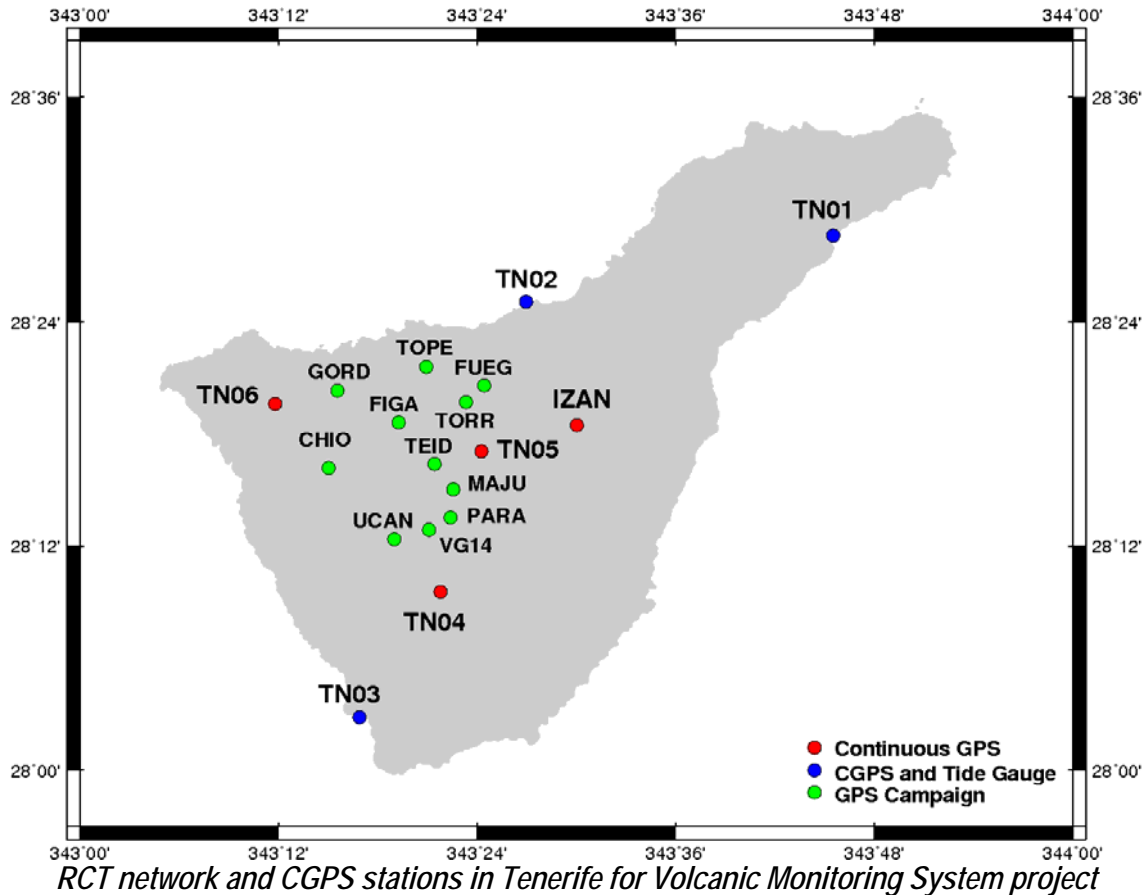 343°00' 343°12' 343°24' 343°36' 343°48' 344°00'
28°36' 28°36'
TN01
TN02
28°24' 28°24'
TOPE
GORD FUEG
TN06 FIGA IZAN
TORR
CHIO TEID TN05
MAJU
UCAN PARA
28°12' VG14 28°12'
TN04
TN03
Continuous GPS
28°00' CGPS and Tide Gauge 28°00'
GPS Campaign
343°00' 343°12' 343°24' 343°36' 343°48' 344°00'
RCT network and CGPS stations in Tenerife for Volcanic Monitoring System project